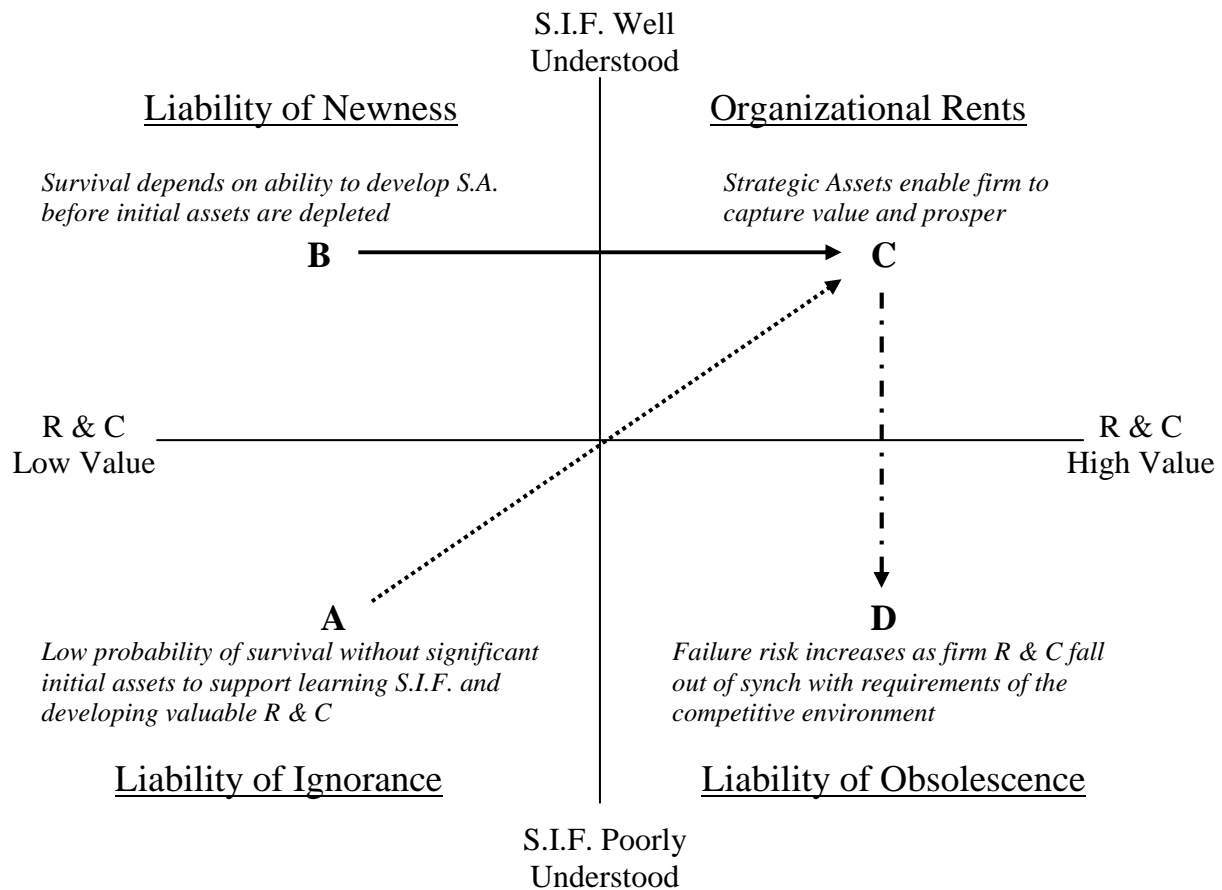 S.I.F. Well
Understood
Liability of Newness
Organizational Rents
Survival depends on ability to develop S.A.
before initial assets are depleted
Strategic Assets enable firm to
capture value and prosper
B
C
R & C
Low Value
R & C
High Value
A
D
Low probability of survival without significant
initial assets to support learning S.I.F. and
developing valuable R & C
Failure risk increases as firm R & C fall
out of synch with requirements of the
competitive environment
Liability of Ignorance
Liability of Obsolescence
S.I.F. Poorly
Understood